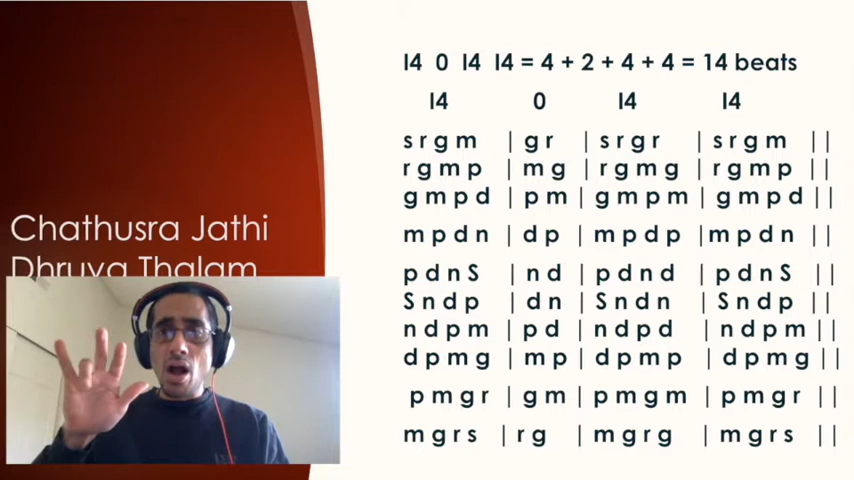 Chathusra Jathi
Dhruva Thalam
I4 0 I4 I4 = 4 + 2 + 4 + 4 = 14 beats
I4 0 I4 I4
s r g m | g r | s r g r | s r g m ||
r g m p | m g | r g m g | r g m p ||
g m p d | p m | g m p m | g m p d ||
m p d n | d p | m p d p | m p d n ||
p d n S | n d | p d n d | p d n S ||
S n d p | d n | S n d n | S n d p ||
n d p m | p d | n d p d | n d p m ||
d p m g | m p | d p m p | d p m g ||
p m g r | g m | p m g m | p m g r ||
m g r s | r g | m g r g | m g r s ||